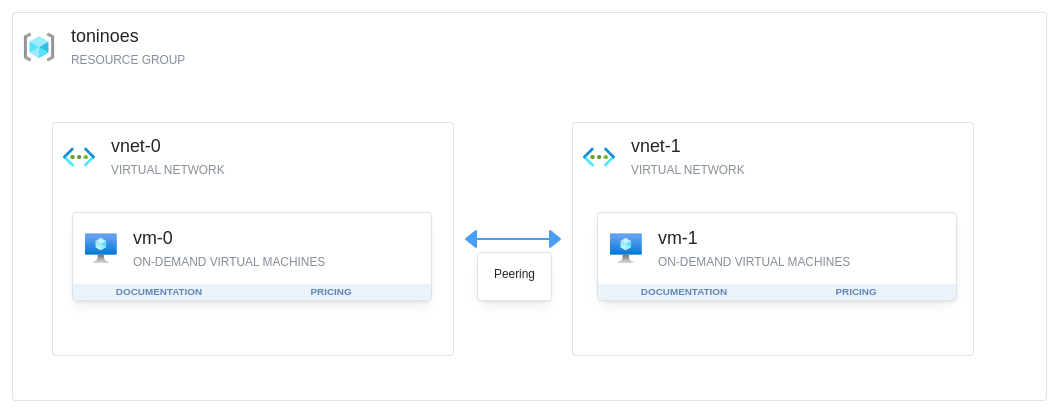 toninoes
RESOURCE GROUP
vnet-0
VIRTUAL NETWORK
vm-0
ON-DEMAND VIRTUAL MACHINES
DOCUMENTATION PRICING
Peering
vnet-1
VIRTUAL NETWORK
vm-1
ON-DEMAND VIRTUAL MACHINES
DOCUMENTATION PRICING